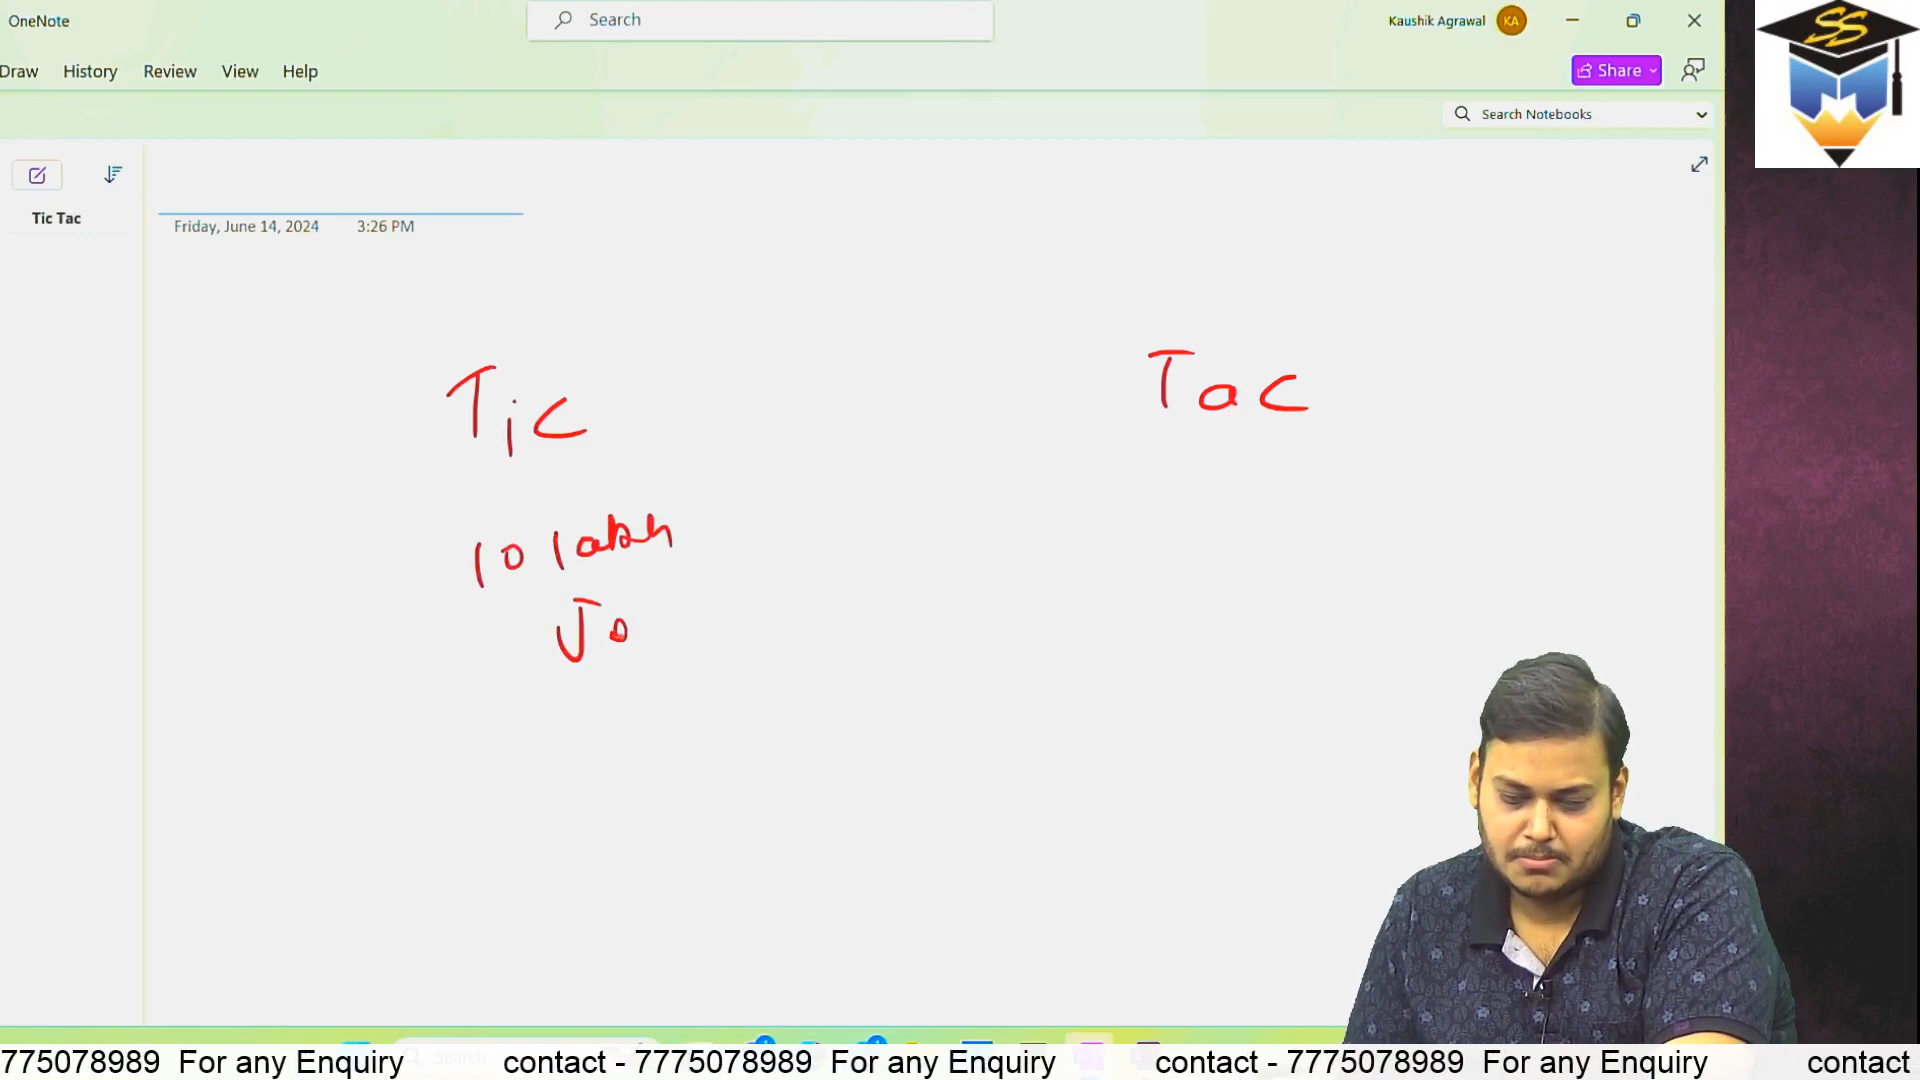 OneNote
Search
Kaushik Agrawal KA
Draw History Review View Help
Share
Search Notebooks
Tic Tac
Friday, June 14, 2024 3:26 PM
Tic
Tac
10 lakh
Jo
SS
Search
775078989 For any Enquiry contact - 7775078989 For any Enquiry contact - 7775078989 For any Enquiry contact